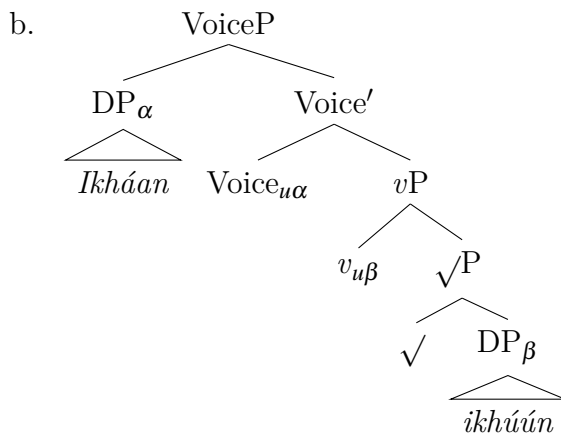 b.
VoiceP
DPα Voice′
Ikháan Voiceuα vP
vuβ √P
√ DPβ
ikhúún